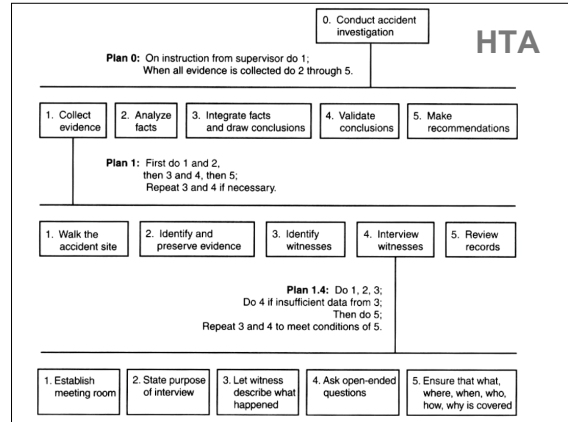 HTA
0. Conduct accident
investigation
Plan 0: On instruction from supervisor do 1;
When all evidence is collected do 2 through 5.
1. Collect
evidence
2. Analyze
facts
3. Integrate facts
and draw conclusions
4. Validate
conclusions
5. Make
recommendations
Plan 1: First do 1 and 2,
then 3 and 4, then 5;
Repeat 3 and 4 if necessary.
1. Walk the
accident site
2. Identify and
preserve evidence
3. Identify
witnesses
4. Interview
witnesses
5. Review
records
Plan 1.4: Do 1, 2, 3;
Do 4 if insufficient data from 3;
Then do 5;
Repeat 3 and 4 to meet conditions of 5.
1. Establish
meeting room
2. State purpose
of interview
3. Let witness
describe what
happened
4. Ask open-ended
questions
5. Ensure that what,
where, when, who,
how, why is covered